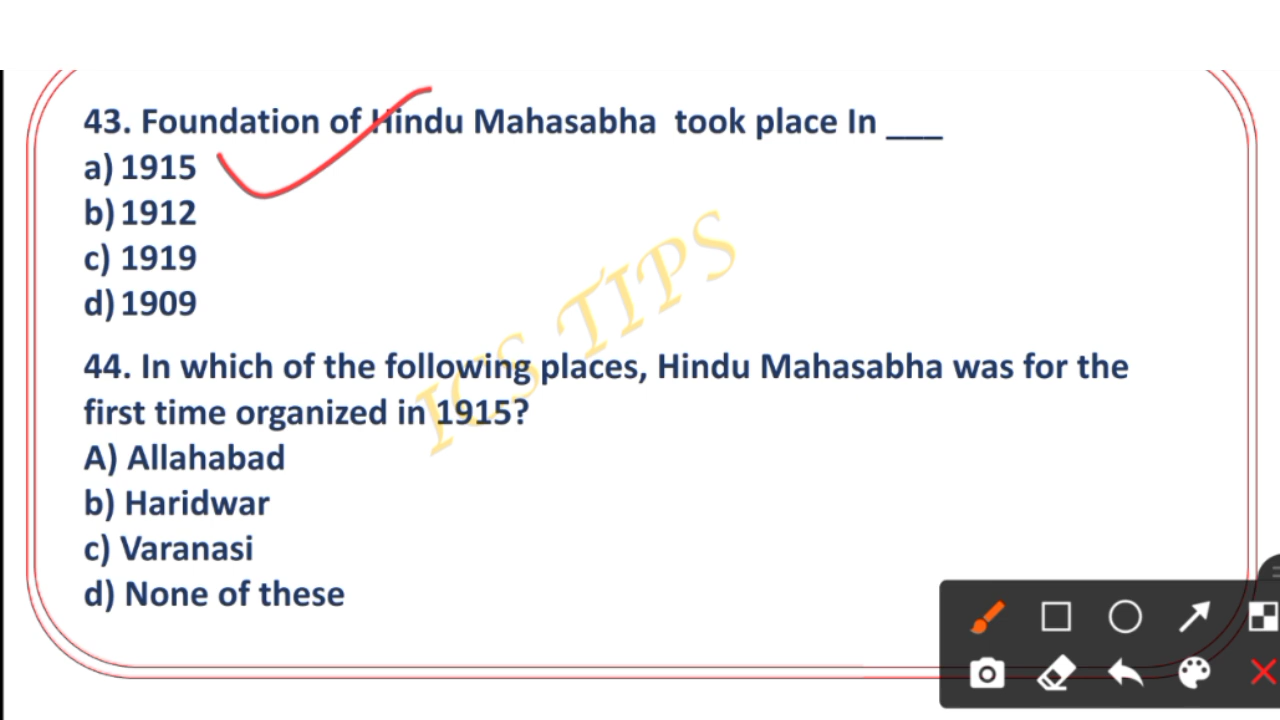 43. Foundation of Hindu Mahasabha took place In ___
a) 1915
b) 1912
c) 1919
d) 1909
ICS TIPS
44. In which of the following places, Hindu Mahasabha was for the
first time organized in 1915?
A) Allahabad
b) Haridwar
c) Varanasi
d) None of these